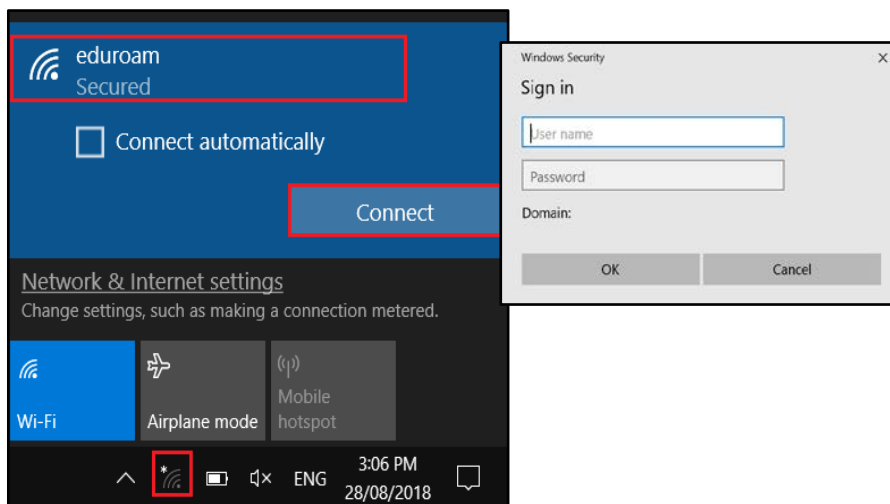 eduroam
Secured
Connect automatically
Connect
Network & Internet settings
Change settings, such as making a connection metered.
Wi-Fi
Airplane mode
Mobile
hotspot
ENG
3:06 PM
28/08/2018
Windows Security
Sign in
User name
Password
Domain:
OK
Cancel